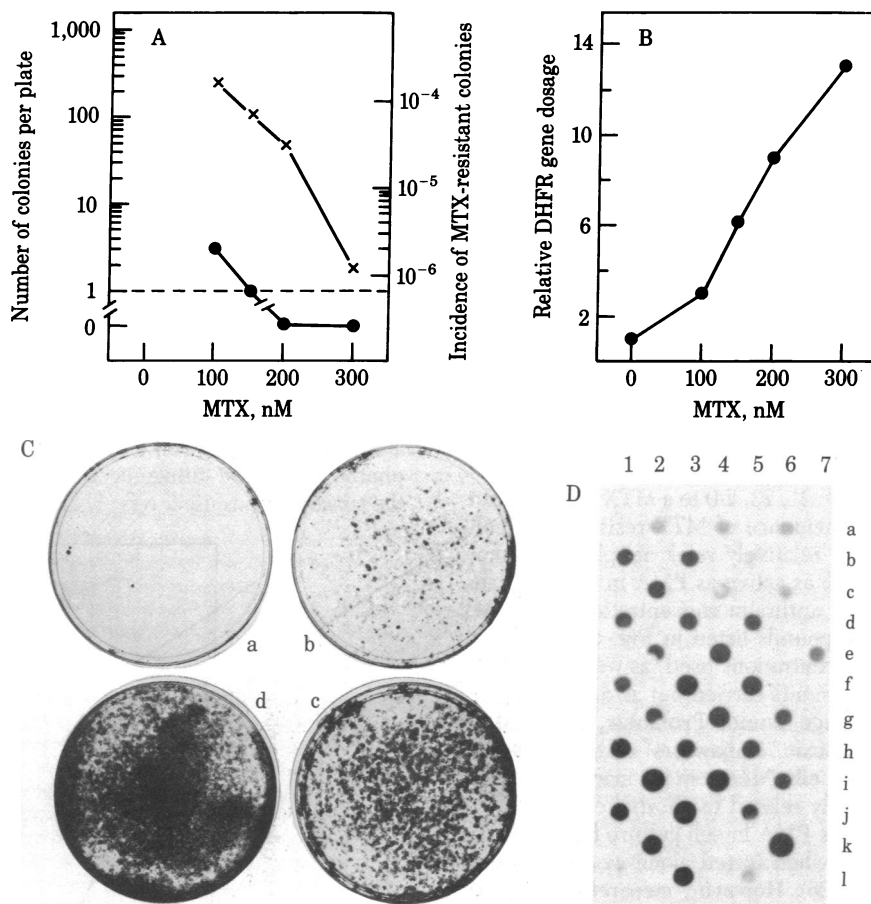 A
1,000
100
10
1
0
Number of colonies per plate
10⁻⁴
10⁻⁵
10⁻⁶
Incidence of MTX-resistant colonies
0 100 200 300
MTX, nM
B
14
10
6
2
Relative DHFR gene dosage
0 100 200 300
MTX, nM
C
a
b
d
c
D
1 2 3 4 5 6 7
a
b
c
d
e
f
g
h
i
j
k
l